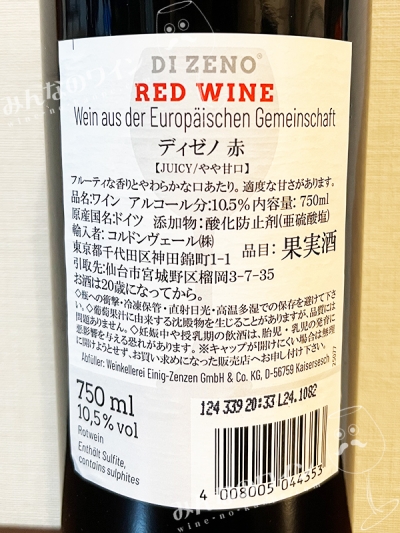 DI ZENO®
RED WINE
Wein aus der Europäischen Gemeinschaft
ディゼノ 赤
【JUICY/やや甘口】
フルーティな香りとやわらかな口あたり。適度な甘さがあります。
品名:ワイン アルコール分:10.5% 内容量:750ml
原産国名:ドイツ 添加物:酸化防止剤(亜硫酸塩)
輸入者:コルドンヴェール㈱
東京都千代田区神田錦町1-1 品目:果実酒
引取先:仙台市宮城野区榴岡3-7-35
お酒は20歳になってから。
◇瓶への衝撃・冷凍保管・直射日光・高温多湿での保存を避けて下さい。◇葡萄果汁に由来する沈殿物を生じることがありますが、品質には
問題ありません。◇妊娠中や授乳期の飲酒は、胎児・乳児の発育に
悪影響を与える恐れがあります。※キャップが開けにくい場合は無理
に開けようとせず、お買い求めになった販売店へお申し付け下さい。
Abfüller: Weinkellerei Einig-Zenzen GmbH & Co. KG, D-56759 Kaisersesch
750 ml
10,5% vol
Rotwein
Enthält Sulfite,
contains sulphites
124 339 20:33 L24.1082
4 008005 044353
みんなのワイン